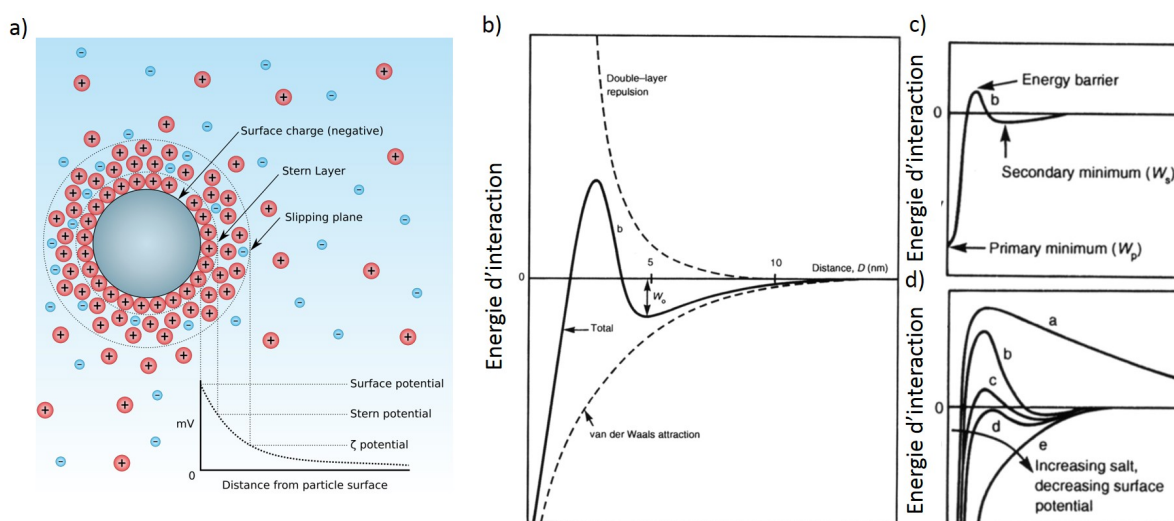 a)
Surface charge (negative)
Stern Layer
Slipping plane
Surface potential
Stern potential
ζ potential
mV
0
Distance from particle surface
b)
Energie d'interaction
Double–layer
repulsion
b
0
5
10
Distance, D (nm)
Wo
Total
van der Waals attraction
c)
Energie d'interaction
Energy barrier
b
0
Secondary minimum (Ws)
Primary minimum (Wp)
d)
Energie d'interaction
a
b
c
0
d
e
Increasing salt,
decreasing surface
potential